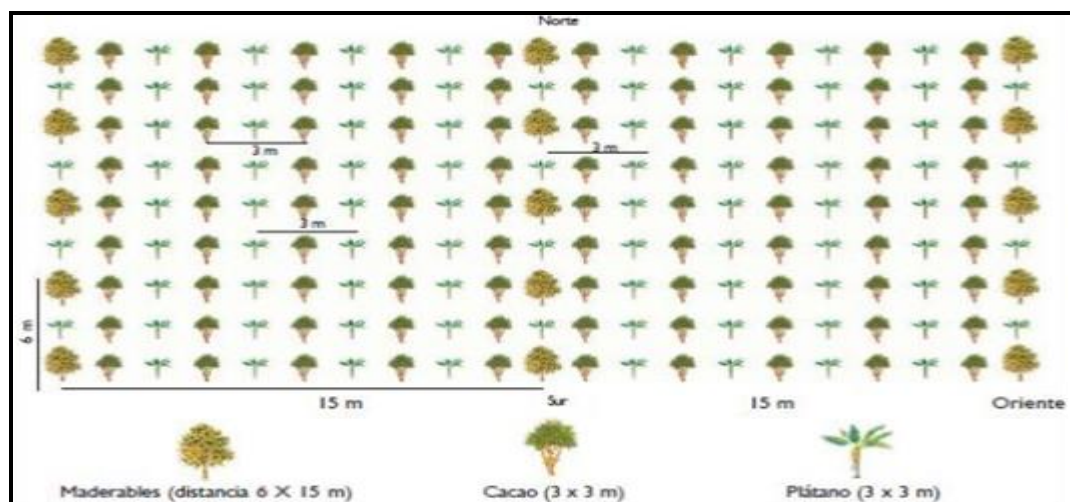 Norte
3 m
3 m
3 m
6 m
15 m
Sur
15 m
Oriente
Maderables (distancia 6 X 15 m)
Cacao (3 x 3 m)
Plátano (3 x 3 m)